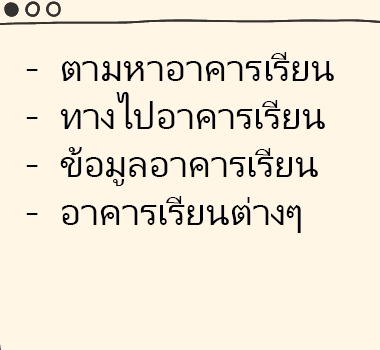 - ตามหาอาคารเรียน
- ทางไปอาคารเรียน
- ข้อมูลอาคารเรียน
- อาคารเรียนต่างๆ